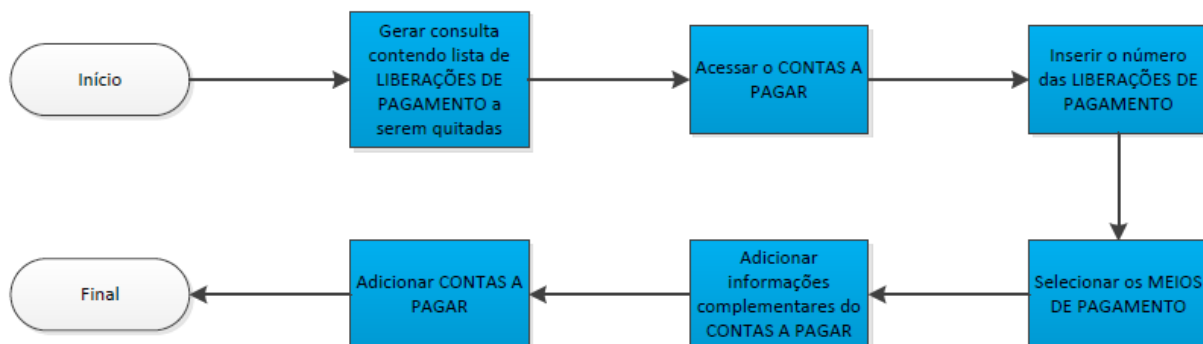 Início
Gerar consulta
contendo lista de
LIBERAÇÕES DE
PAGAMENTO a
serem quitadas
Acessar o CONTAS A
PAGAR
Inserir o número
das LIBERAÇÕES DE
PAGAMENTO
Selecionar os MEIOS
DE PAGAMENTO
Adicionar
informações
complementares do
CONTAS A PAGAR
Adicionar CONTAS A
PAGAR
Final